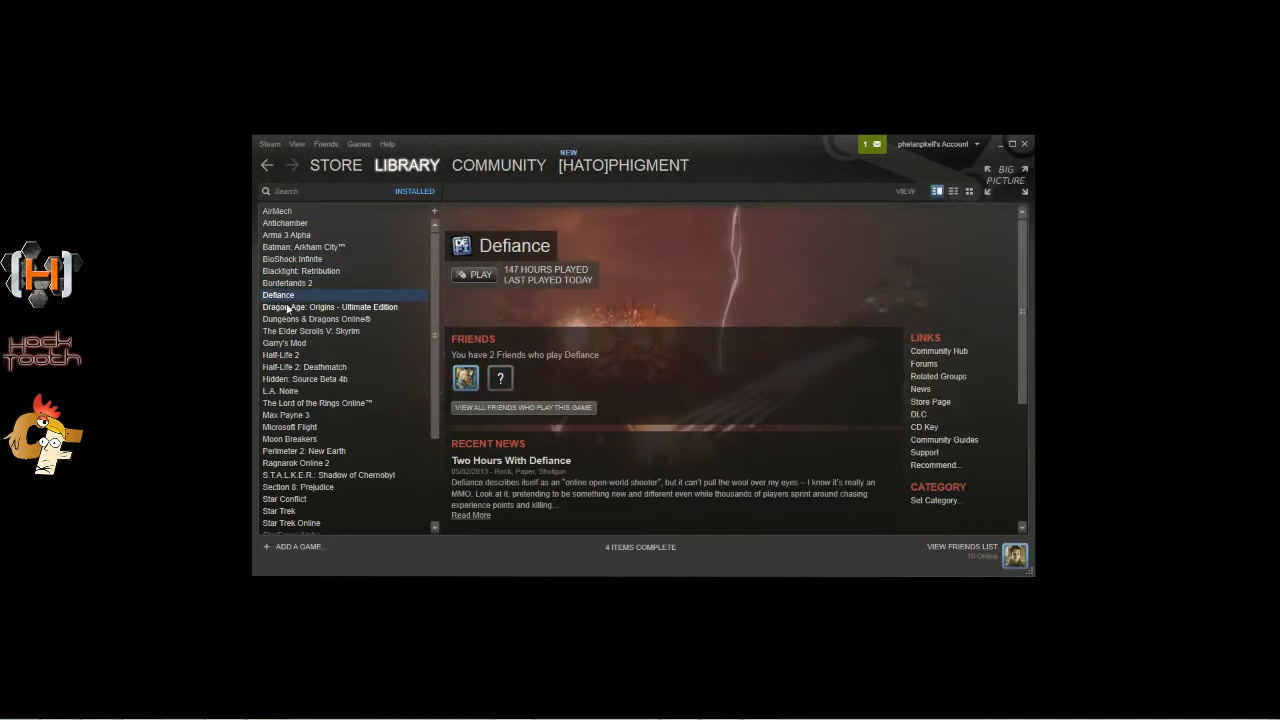 Steam View Friends Games Help
1
phelanpkell's Account
STORE LIBRARY COMMUNITY [HATO]PHIGMENT
NEW
BIG
PICTURE
Search
INSTALLED
VIEW
AirMech
Antichamber
Arma 3 Alpha
Batman: Arkham City™
BioShock Infinite
Blacklight: Retribution
Borderlands 2
Defiance
Dragon Age: Origins - Ultimate Edition
Dungeons & Dragons Online®
The Elder Scrolls V: Skyrim
Garry's Mod
Half-Life 2
Half-Life 2: Deathmatch
Hidden: Source Beta 4b
L.A. Noire
The Lord of the Rings Online™
Max Payne 3
Microsoft Flight
Moon Breakers
Perimeter 2: New Earth
Ragnarok Online 2
S.T.A.L.K.E.R.: Shadow of Chernobyl
Section 8: Prejudice
Star Conflict
Star Trek
Star Trek Online
+ ADD A GAME...
DEFI
Defiance
PLAY
147 HOURS PLAYED
LAST PLAYED TODAY
FRIENDS
You have 2 Friends who play Defiance
?
VIEW ALL FRIENDS WHO PLAY THIS GAME
RECENT NEWS
Two Hours With Defiance
05/02/2013 - Rock, Paper, Shotgun
Defiance describes itself as an "online open-world shooter", but it can't pull the wool over my eyes – I know it's really an
MMO. Look at it, pretending to be something new and different even while thousands of players sprint around chasing
experience points and killing...
Read More
LINKS
Community Hub
Forums
Related Groups
News
Store Page
DLC
CD Key
Community Guides
Support
Recommend...
CATEGORY
Set Category...
4 ITEMS COMPLETE
VIEW FRIENDS LIST
10 Online
[H]
Hack
Tooth